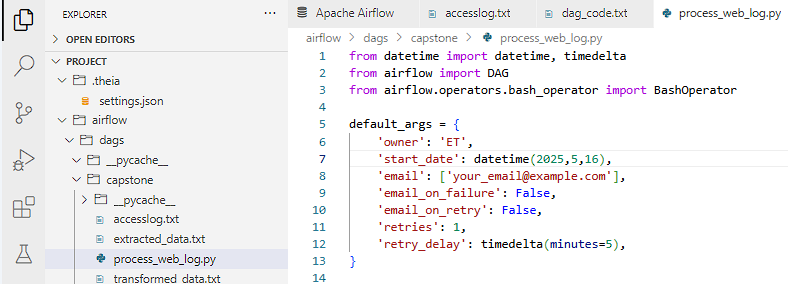 EXPLORER
OPEN EDITORS
PROJECT
.theia
settings.json
airflow
dags
__pycache__
capstone
__pycache__
accesslog.txt
extracted_data.txt
process_web_log.py
transformed_data.txt
Apache Airflow
accesslog.txt
dag_code.txt
process_web_log.py
airflow > dags > capstone > process_web_log.py
1 from datetime import datetime, timedelta
2 from airflow import DAG
3 from airflow.operators.bash_operator import BashOperator
4
5 default_args = {
6 'owner': 'ET',
7 'start_date': datetime(2025,5,16),
8 'email': ['your_email@example.com'],
9 'email_on_failure': False,
10 'email_on_retry': False,
11 'retries': 1,
12 'retry_delay': timedelta(minutes=5),
13 }
14